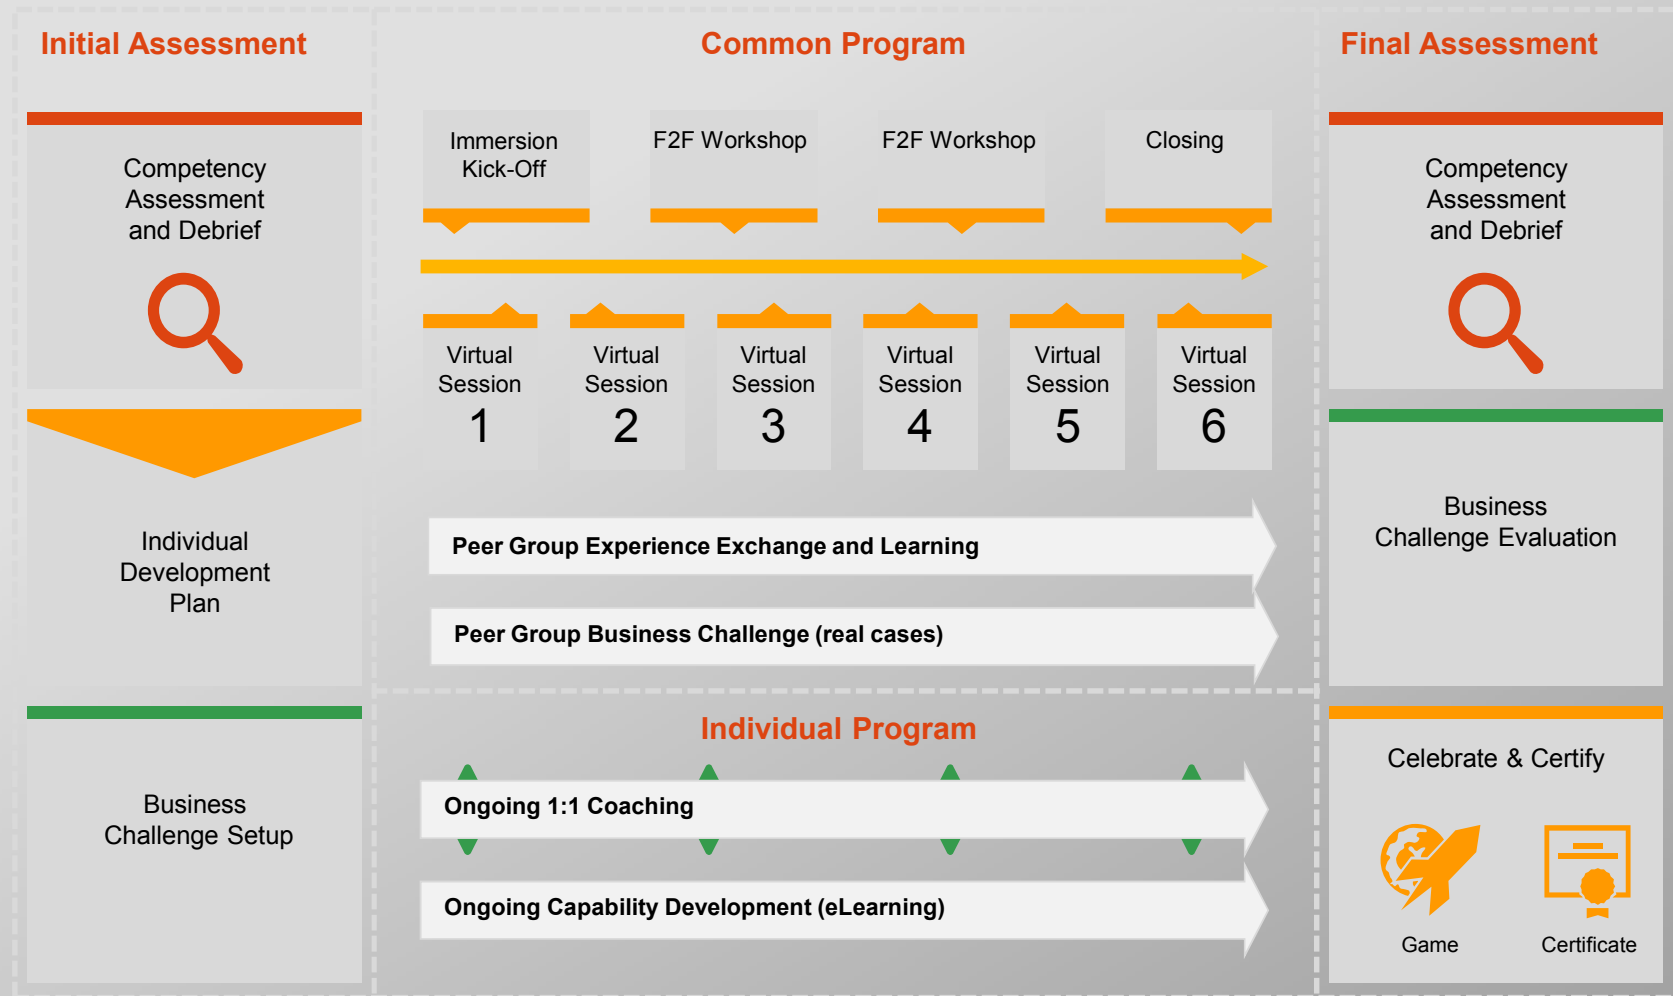 Initial Assessment
Competency
Assessment
and Debrief
Individual
Development
Plan
Business
Challenge Setup
Common Program
Immersion
Kick-Off
F2F Workshop
F2F Workshop
Closing
Virtual
Session
1
Virtual
Session
2
Virtual
Session
3
Virtual
Session
4
Virtual
Session
5
Virtual
Session
6
Peer Group Experience Exchange and Learning
Peer Group Business Challenge (real cases)
Individual Program
Ongoing 1:1 Coaching
Ongoing Capability Development (eLearning)
Final Assessment
Competency
Assessment
and Debrief
Business
Challenge Evaluation
Celebrate & Certify
Game
Certificate